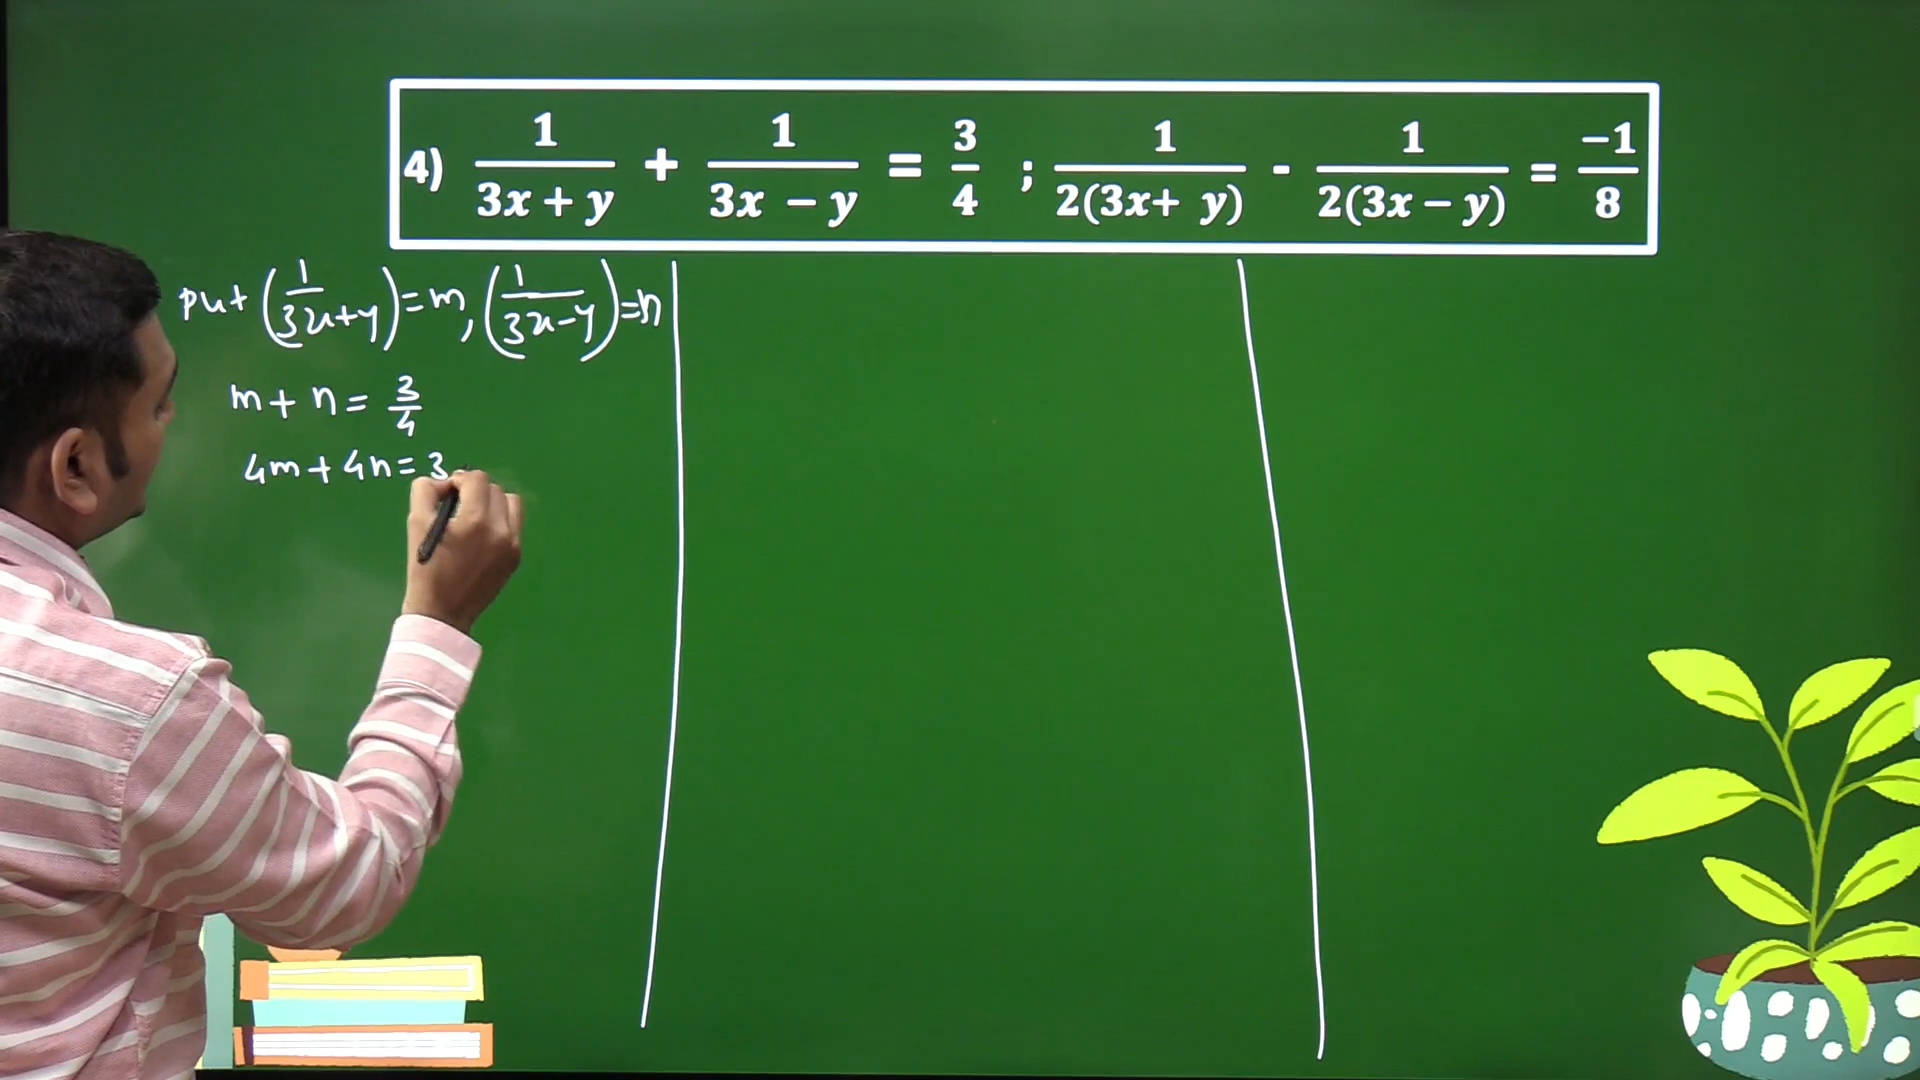 4) 1/(3x + y) + 1/(3x − y) = 3/4 ; 1/(2(3x+ y)) - 1/(2(3x − y)) = −1/8
put (1/(3x+y)) = m, (1/(3x−y)) = n
m + n = 3/4
4m + 4n = 3